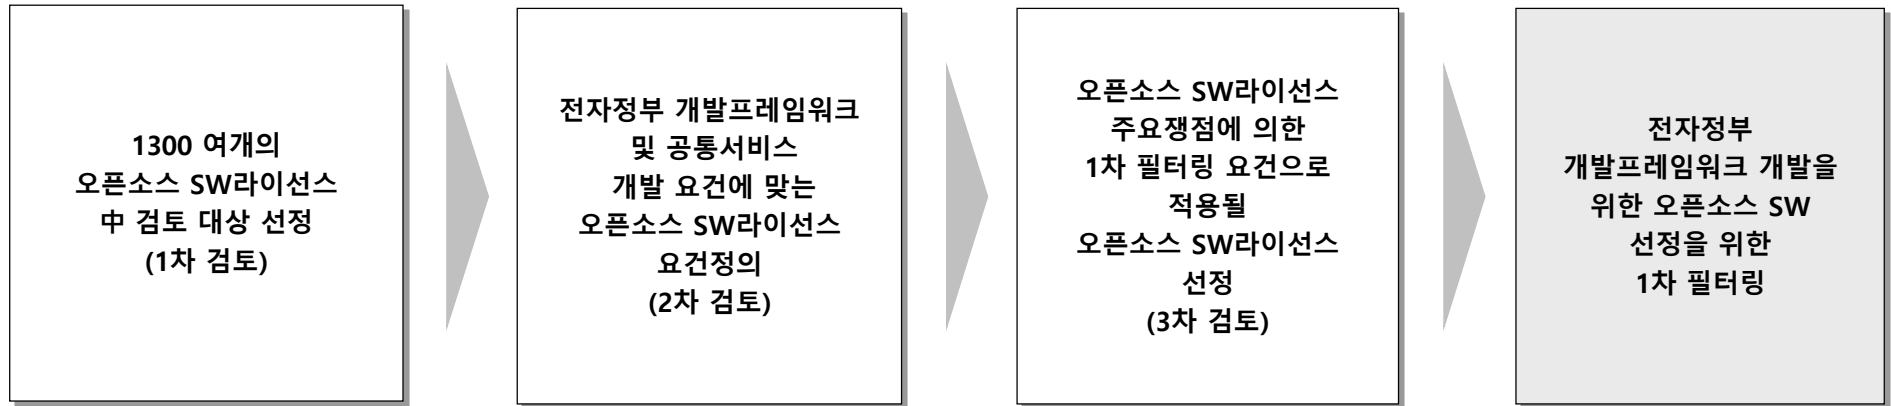 1300 여개의
오픈소스 SW라이선스
中 검토 대상 선정
(1차 검토)
전자정부 개발프레임워크
및 공통서비스
개발 요건에 맞는
오픈소스 SW라이선스
요건정의
(2차 검토)
오픈소스 SW라이선스
주요쟁점에 의한
1차 필터링 요건으로
적용될
오픈소스 SW라이선스
선정
(3차 검토)
전자정부
개발프레임워크 개발을
위한 오픈소스 SW
선정을 위한
1차 필터링